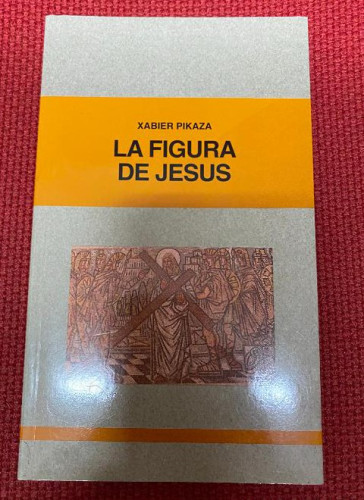 XABIER PIKAZA
LA FIGURA
DE JESUS